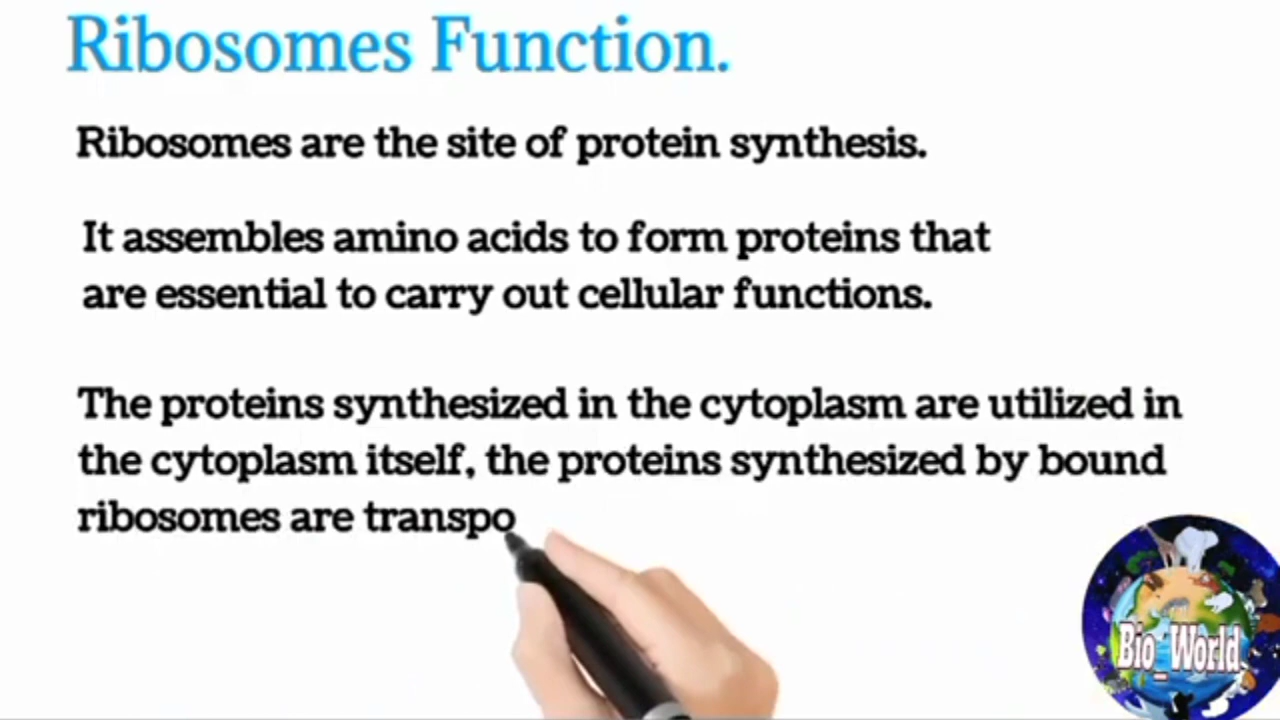 Ribosomes Function.
Ribosomes are the site of protein synthesis.
It assembles amino acids to form proteins that
are essential to carry out cellular functions.
The proteins synthesized in the cytoplasm are utilized in
the cytoplasm itself, the proteins synthesized by bound
ribosomes are transpo
Bio_World